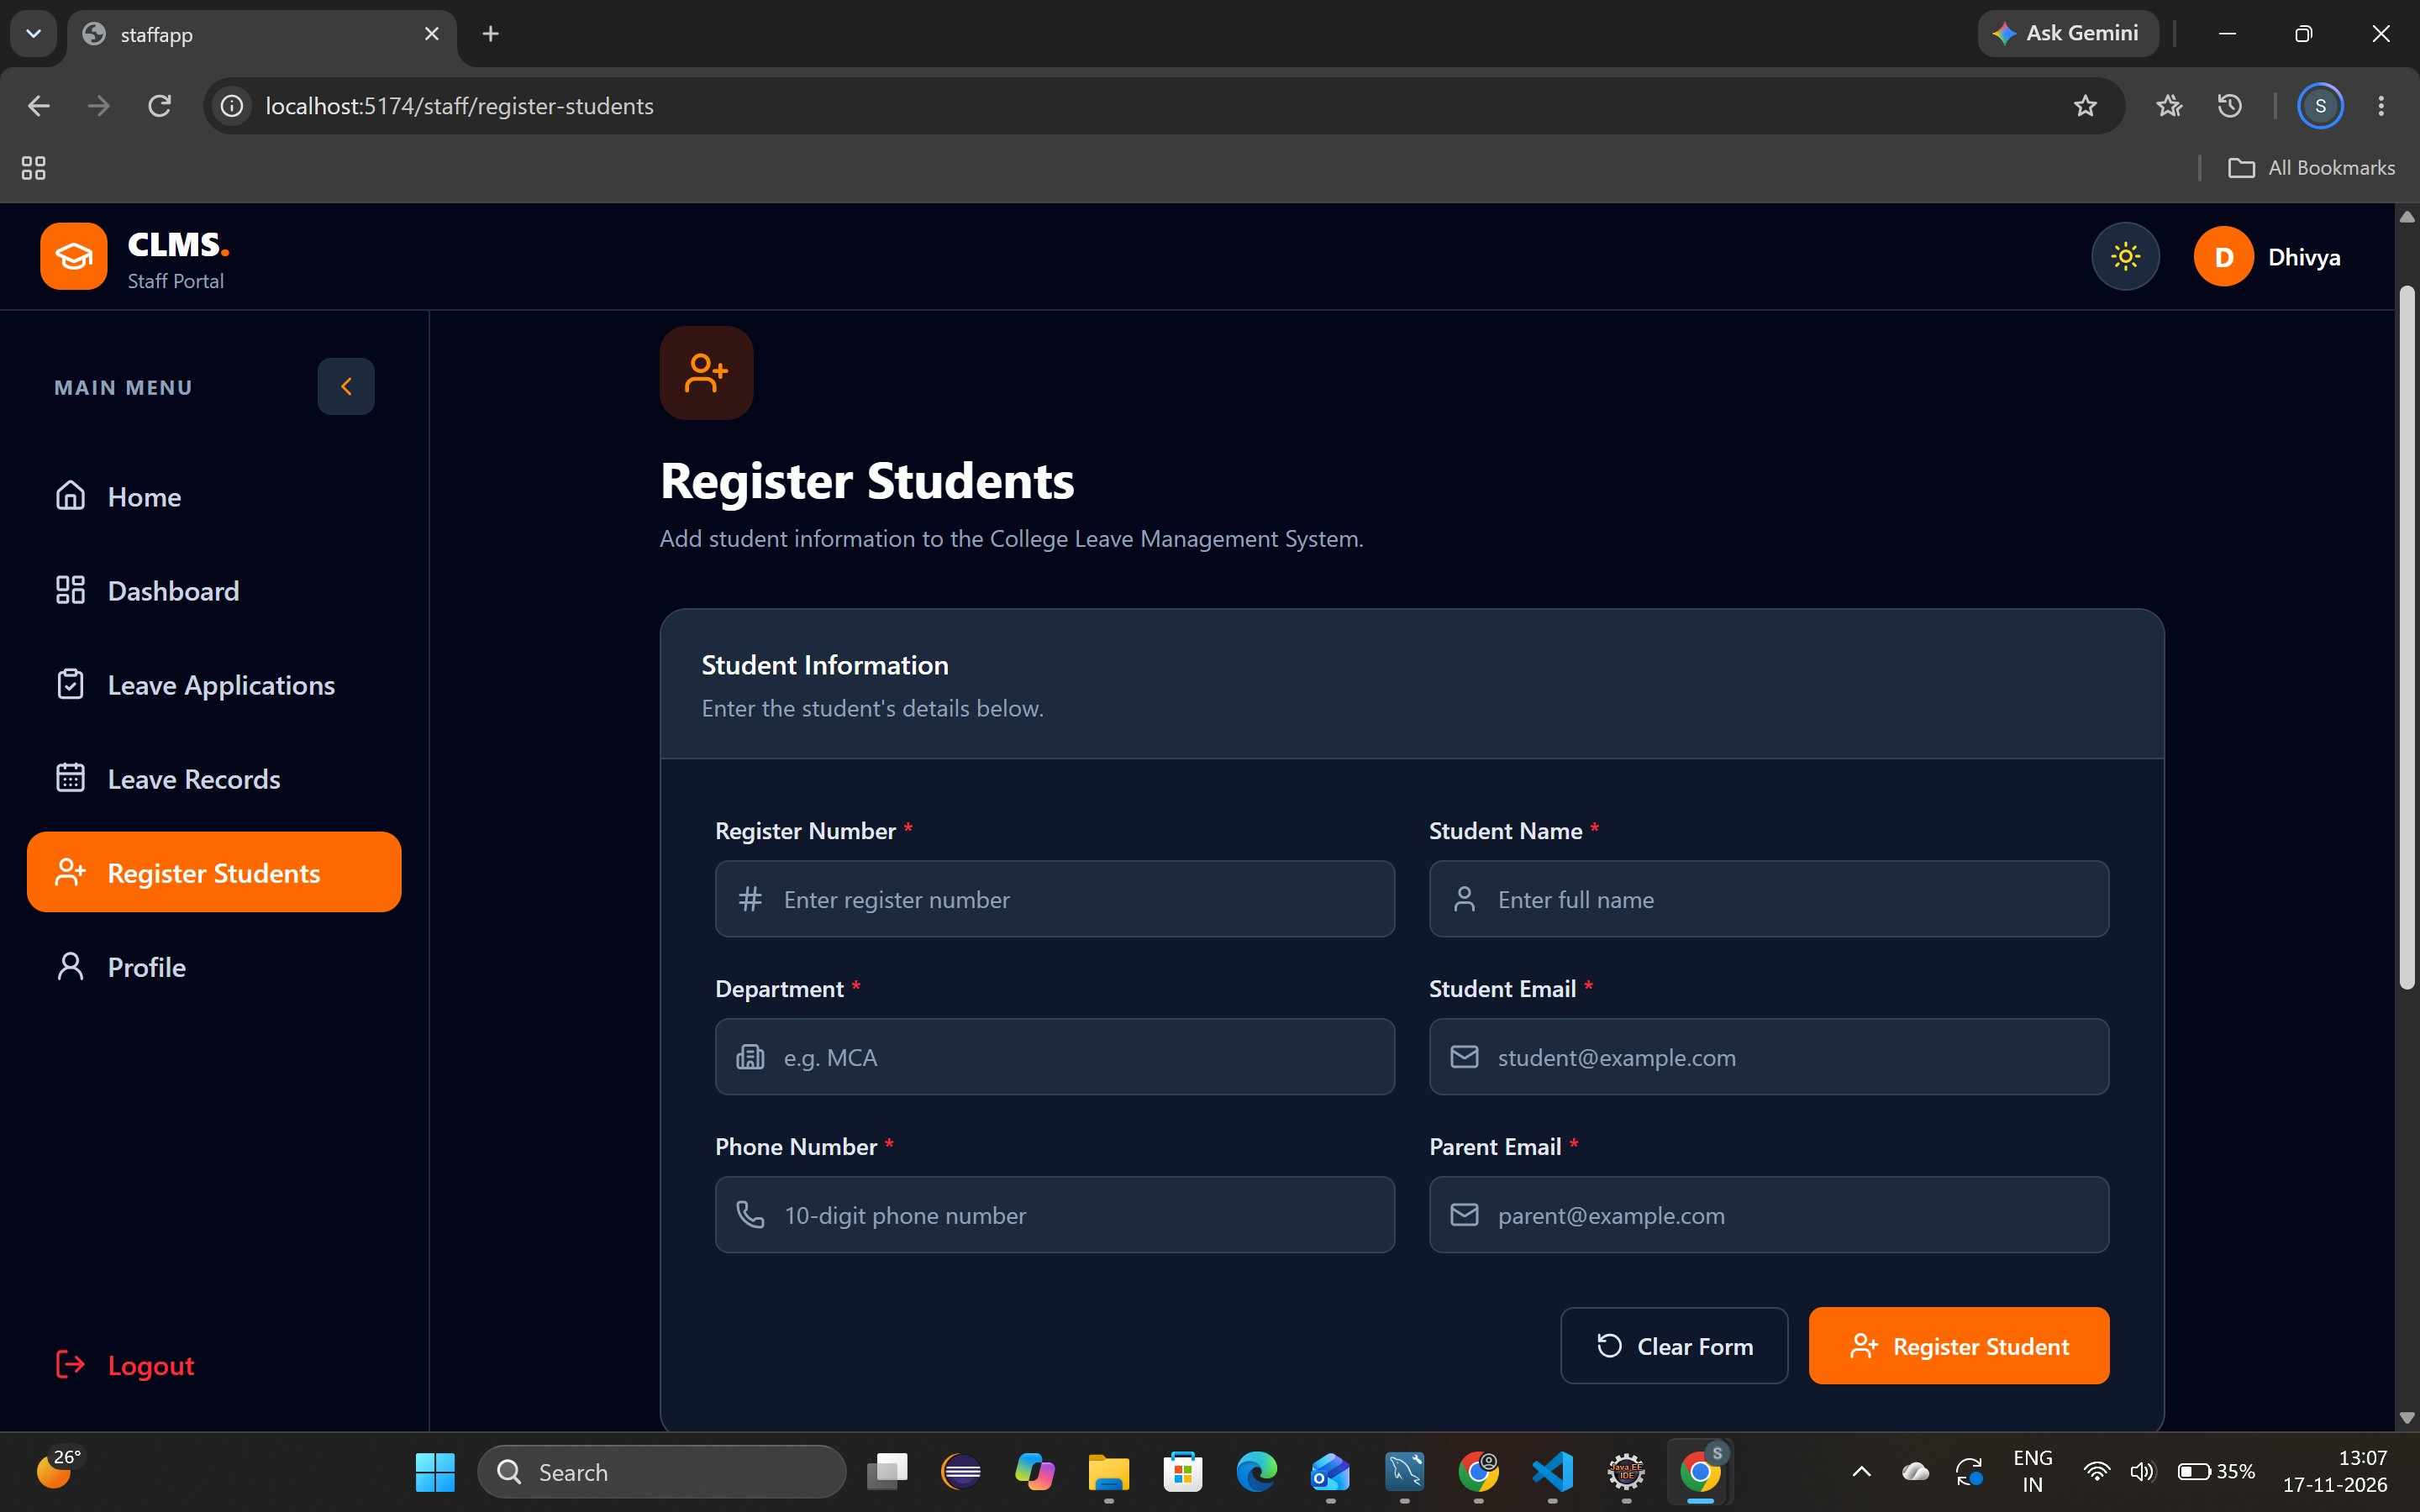 staffapp
Ask Gemini
localhost:5174/staff/register-students
S
All Bookmarks
CLMS.
Staff Portal
D
Dhivya
MAIN MENU
Home
Dashboard
Leave Applications
Leave Records
Register Students
Profile
Logout
Register Students
Add student information to the College Leave Management System.
Student Information
Enter the student's details below.
Register Number *
Student Name *
Enter register number
Enter full name
Department *
Student Email *
e.g. MCA
student@example.com
Phone Number *
Parent Email *
10-digit phone number
parent@example.com
Clear Form
Register Student
26°
Search
Java EE
IDE
S
ENG
IN
35%
13:07
17-11-2026